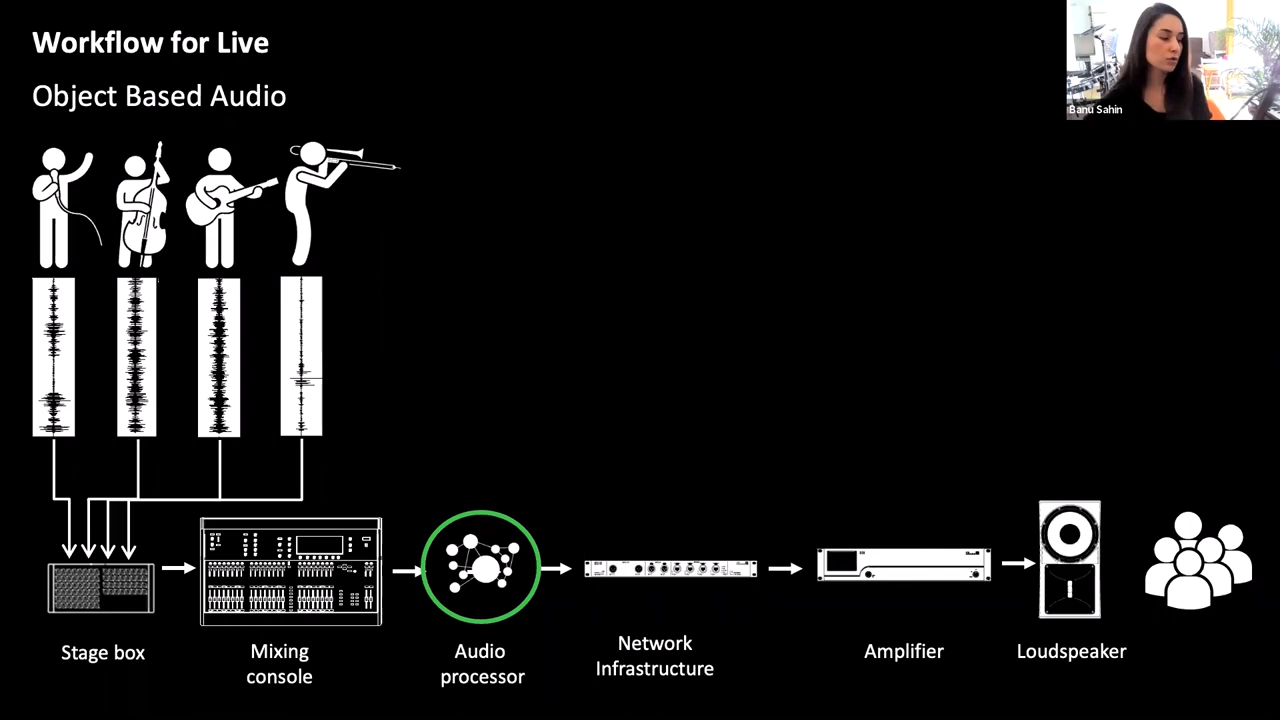 Workflow for Live
Object Based Audio
Banu Sahin
Stage box
Mixing
console
Audio
processor
Network
Infrastructure
Amplifier
Loudspeaker